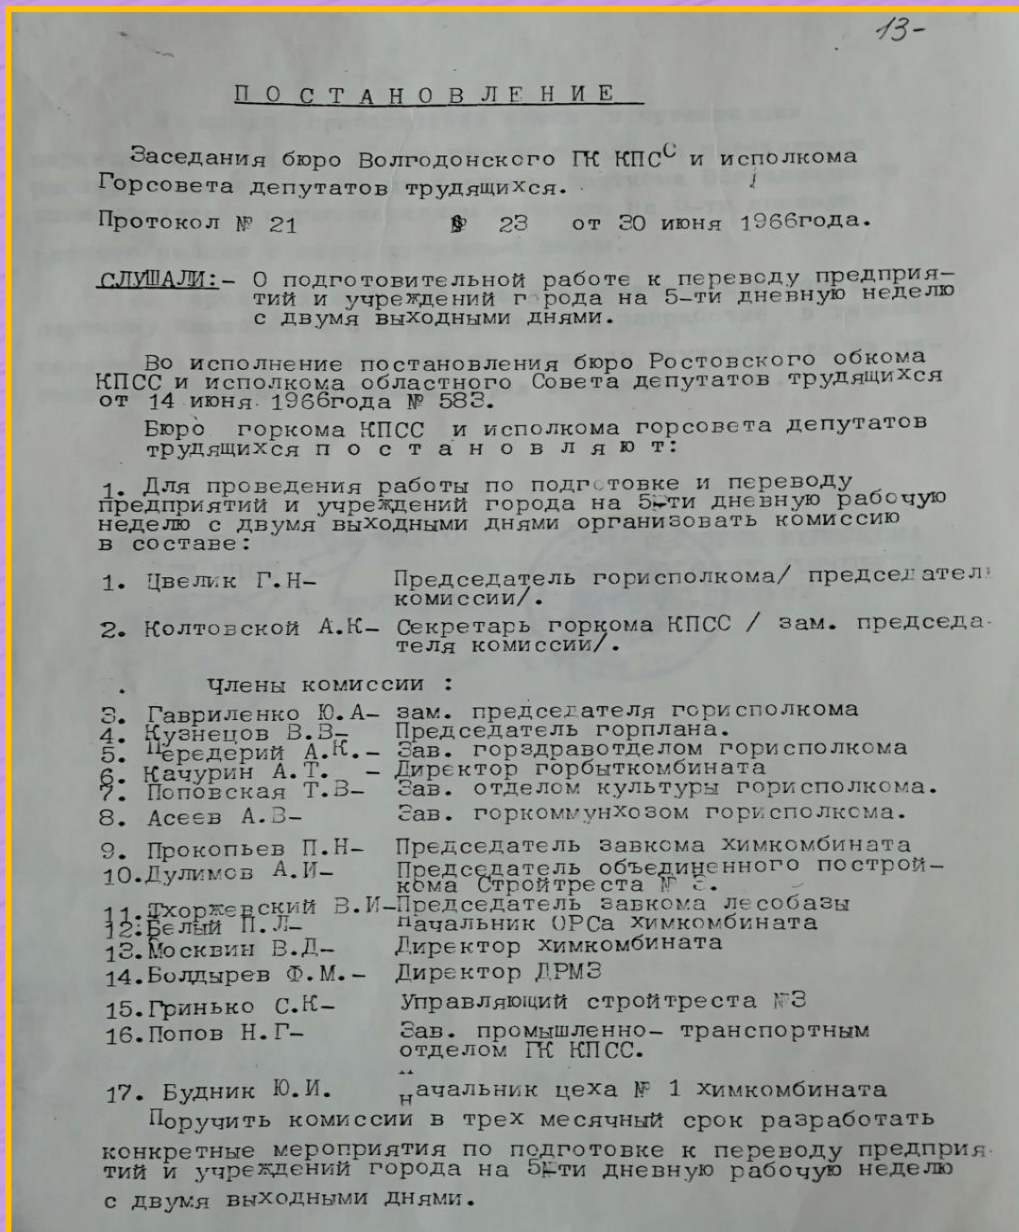 13-
ПОСТАНОВЛЕНИЕ
Заседания бюро Волгодонского ГК КПСС и исполкома
Горсовета депутатов трудящихся.
Протокол № 21 § 23 от 30 июня 1966года.
СЛУШАЛИ:- О подготовительной работе к переводу предприя-
тий и учреждений города на 5-ти дневную неделю
с двумя выходными днями.
Во исполнение постановления бюро Ростовского обкома
КПСС и исполкома областного Совета депутатов трудящихся
от 14 июня 1966года № 583.
Бюро горкома КПСС и исполкома горсовета депутатов
трудящихся п о с т а н о в л я ю т:
1. Для проведения работы по подготовке и переводу
предприятий и учреждений города на 5-ти дневную рабочую
неделю с двумя выходными днями организовать комиссию
в составе:
1. Цвелик Г.Н- Председатель горисполкома/ председател
комиссии/.
2. Колтовской А.К- Секретарь горкома КПСС / зам. председа-
теля комиссии/.
Члены комиссии :
3. Гавриленко Ю.А- зам. председателя горисполкома
4. Кузнецов В.В- Председатель горплана.
5. Передерий А.К.- Зав. горздравотделом горисполкома
6. Качурин А.Т. - Директор горбыткомбината
7. Поповская Т.В- Зав. отделом культуры горисполкома.
8. Асеев А.В- Зав. горкоммунхозом горисполкома.
9. Прокопьев П.Н- Председатель завкома химкомбината
10.Дулимов А.И- Председатель объединенного построй-
кома Стройтреста №
11.Тхоржевский В.И-Председатель завкома лесобазы
12.Белый П.Л- Начальник ОРСа химкомбината
13.Москвин В.Д- Директор химкомбината
14.Болдырев Ф.М.- Директор ДРМЗ
15.Гринько С.К- Управляющий стройтреста №3
16.Попов Н.Г- Зав. промышленно- транспортным
отделом ГК КПСС.
17. Будник Ю.И. Начальник цеха № 1 химкомбината
Поручить комиссии в трех месячный срок разработать
конкретные мероприятия по подготовке к переводу предприя-
тий и учреждений города на 5-ти дневную рабочую неделю
с двумя выходными днями.